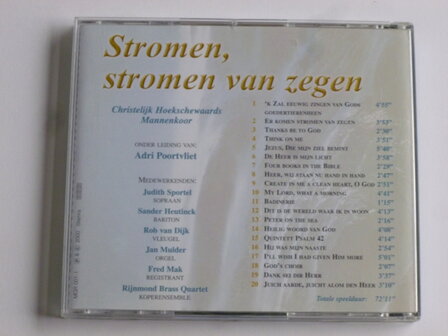 Stromen,
stromen van zegen
Christelijk Hoekschewaards
Mannenkoor
ONDER LEIDING VAN:
Adri Poortvliet
MEDEWERKENDEN:
Judith Sportel
SOPRAAN
Sander Heutinck
BARITON
Rob van Dijk
VLEUGEL
Jan Mulder
ORGEL
Fred Mak
REGISTRANT
Rijnmond Brass Quartet
KOPERENSEMBLE
1 'K ZAL EEUWIG ZINGEN VAN GODS GOEDERTIERENHEEN 4'10"
2 ER KOMEN STROMEN VAN ZEGEN 3'53"
3 THANKS BE TO GOD 2'50"
4 THINK ON ME 3'51"
5 JEZUS, DIE MIJN ZIEL BEMINT 5'40"
6 DE HEER IS MIJN LICHT 3'58"
7 FOUR BOOKS IN THE BIBLE 2'29"
8 HEER, WIJ STAAN NU HAND IN HAND 2'47"
9 CREATE IN ME A CLEAN HEART, O GOD 2'51"
10 MY LORD, WHAT A MORNING 4'41"
11 BADINERIE 1'15"
12 DIT IS DE WERELD WAAR IK IN WOON 4'13"
13 PETER ON THE SEA 2'16"
14 HEILIG WOORD VAN GOD 4'08"
15 QUINTETT PSALM 42 4'14"
16 HIJ WAS MIJN NAASTE 2'54"
17 I'LL WISH I HAD GIVEN HIM MORE 5'01"
18 GOD'S CHOIR 2'07"
19 DANK SEI DIR HERR 3'37"
20 JUICH AARDE, JUICHT ALOM DEN HEER 3'10"
Totale speelduur: 72'11"